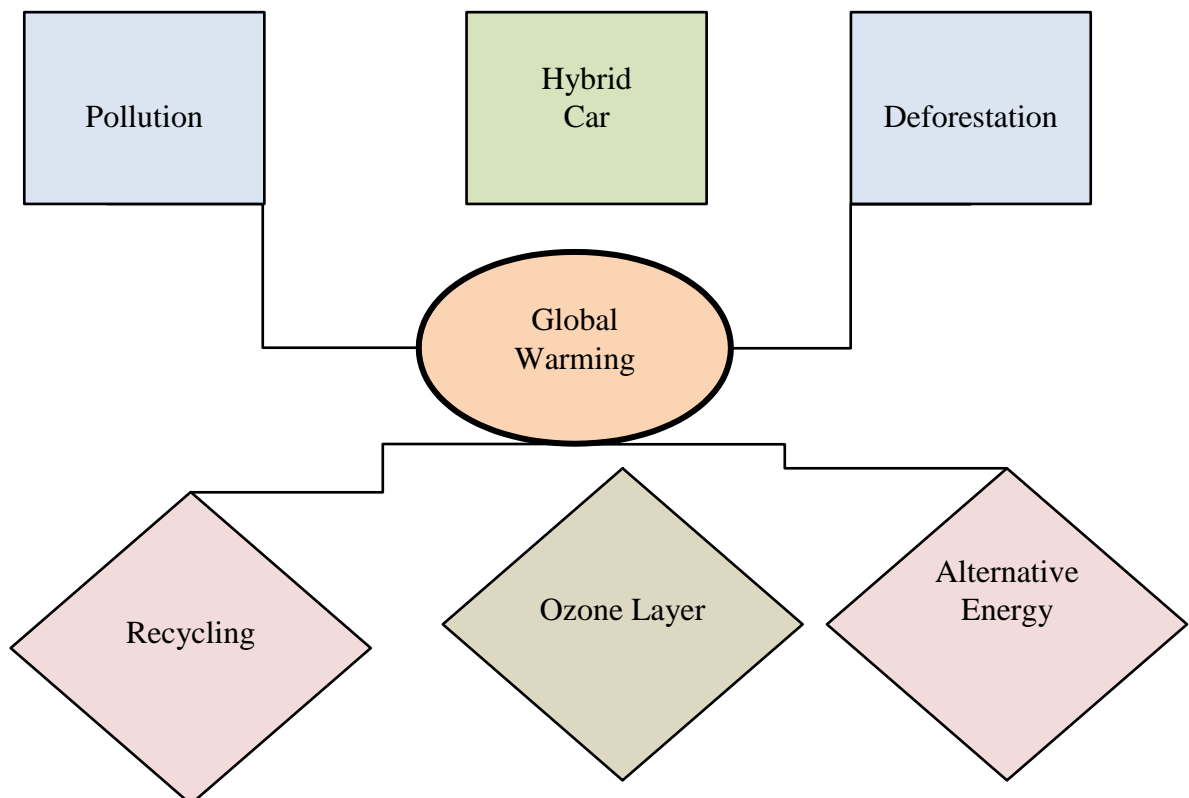 Pollution
Hybrid
Car
Deforestation
Global
Warming
Recycling
Ozone Layer
Alternative
Energy